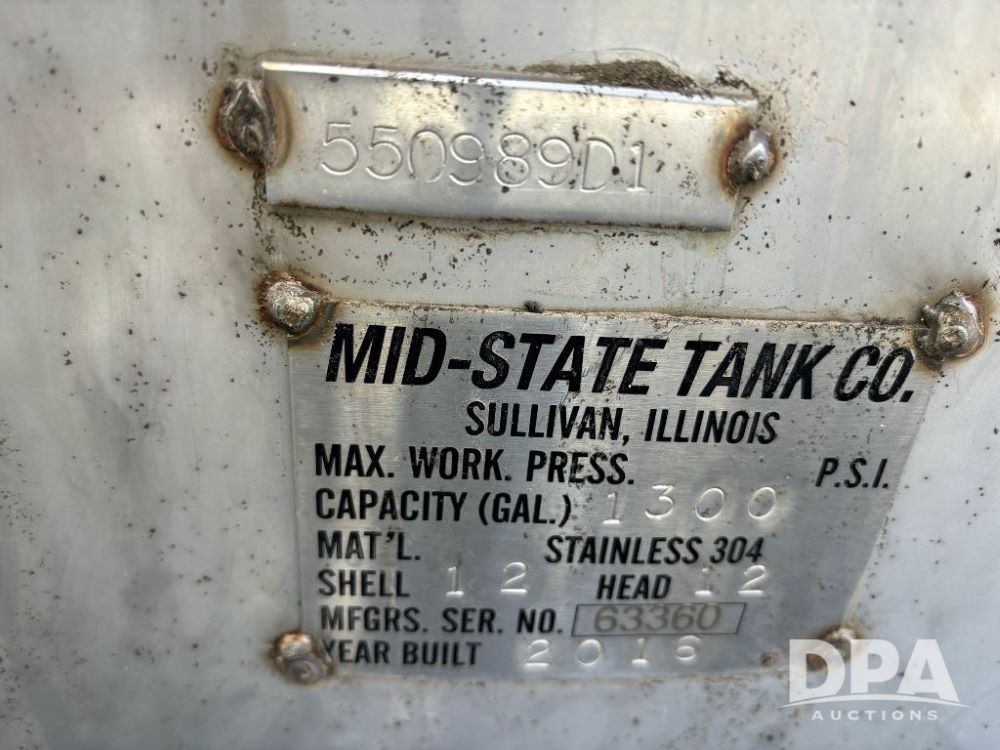 550989D1
MID-STATE TANK CO.
SULLIVAN, ILLINOIS
MAX. WORK. PRESS. P.S.I.
CAPACITY (GAL.) 1300
MAT'L. STAINLESS 304
SHELL 12 HEAD 12
MFGRS. SER. NO. 63360
YEAR BUILT 2016
DPA
AUCTIONS